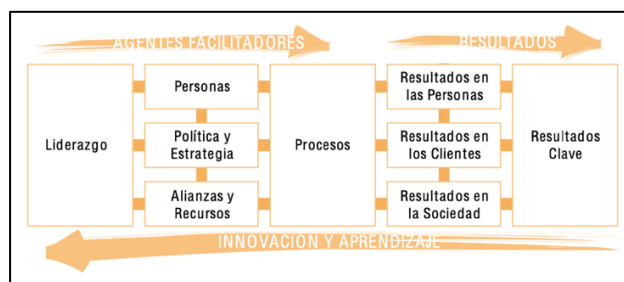 AGENTES FACILITADORES
RESULTADOS
Liderazgo
Personas
Política y
Estrategia
Alianzas y
Recursos
Procesos
Resultados en
las Personas
Resultados en
los Clientes
Resultados en
la Sociedad
Resultados
Clave
INNOVACIÓN Y APRENDIZAJE